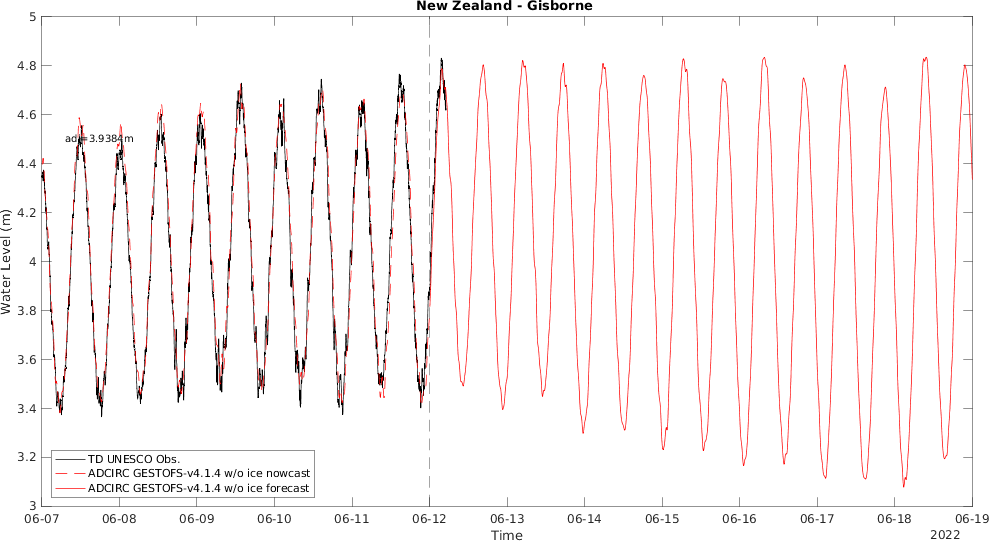 New Zealand - Gisborne
Water Level (m)
5
4.8
4.6
4.4
4.2
4
3.8
3.6
3.4
3.2
3
adj=3.9384m
TD UNESCO Obs.
ADCIRC GESTOFS-v4.1.4 w/o ice nowcast
ADCIRC GESTOFS-v4.1.4 w/o ice forecast
06-07 06-08 06-09 06-10 06-11 06-12 06-13 06-14 06-15 06-16 06-17 06-18 06-19
Time
2022